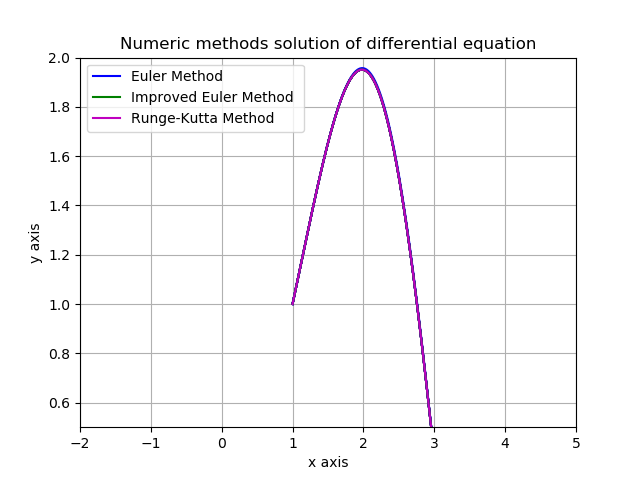 Numeric methods solution of differential equation
Euler Method
Improved Euler Method
Runge-Kutta Method
y axis
2.0
1.8
1.6
1.4
1.2
1.0
0.8
0.6
−2
−1
0
1
2
3
4
5
x axis